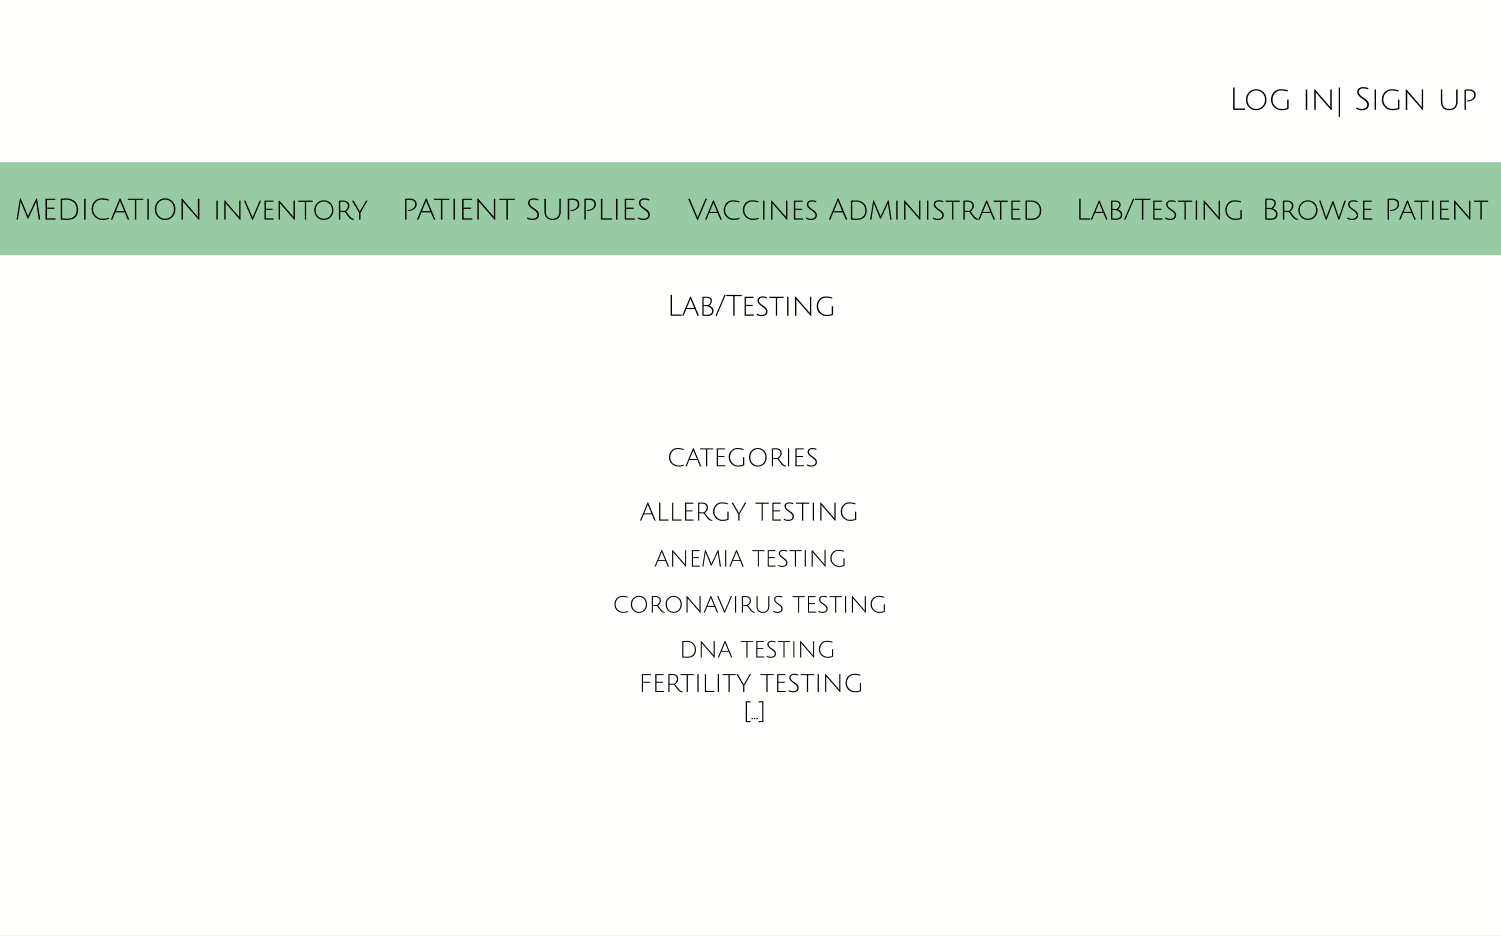 Log in| Sign up
MEDICATION INVENTORY PATIENT SUPPLIES Vaccines Administrated Lab/Testing Browse Patient
Lab/Testing
CATEGORIES
ALLERGY TESTING
ANEMIA TESTING
CORONAVIRUS TESTING
DNA TESTING
FERTILITY TESTING
[...]